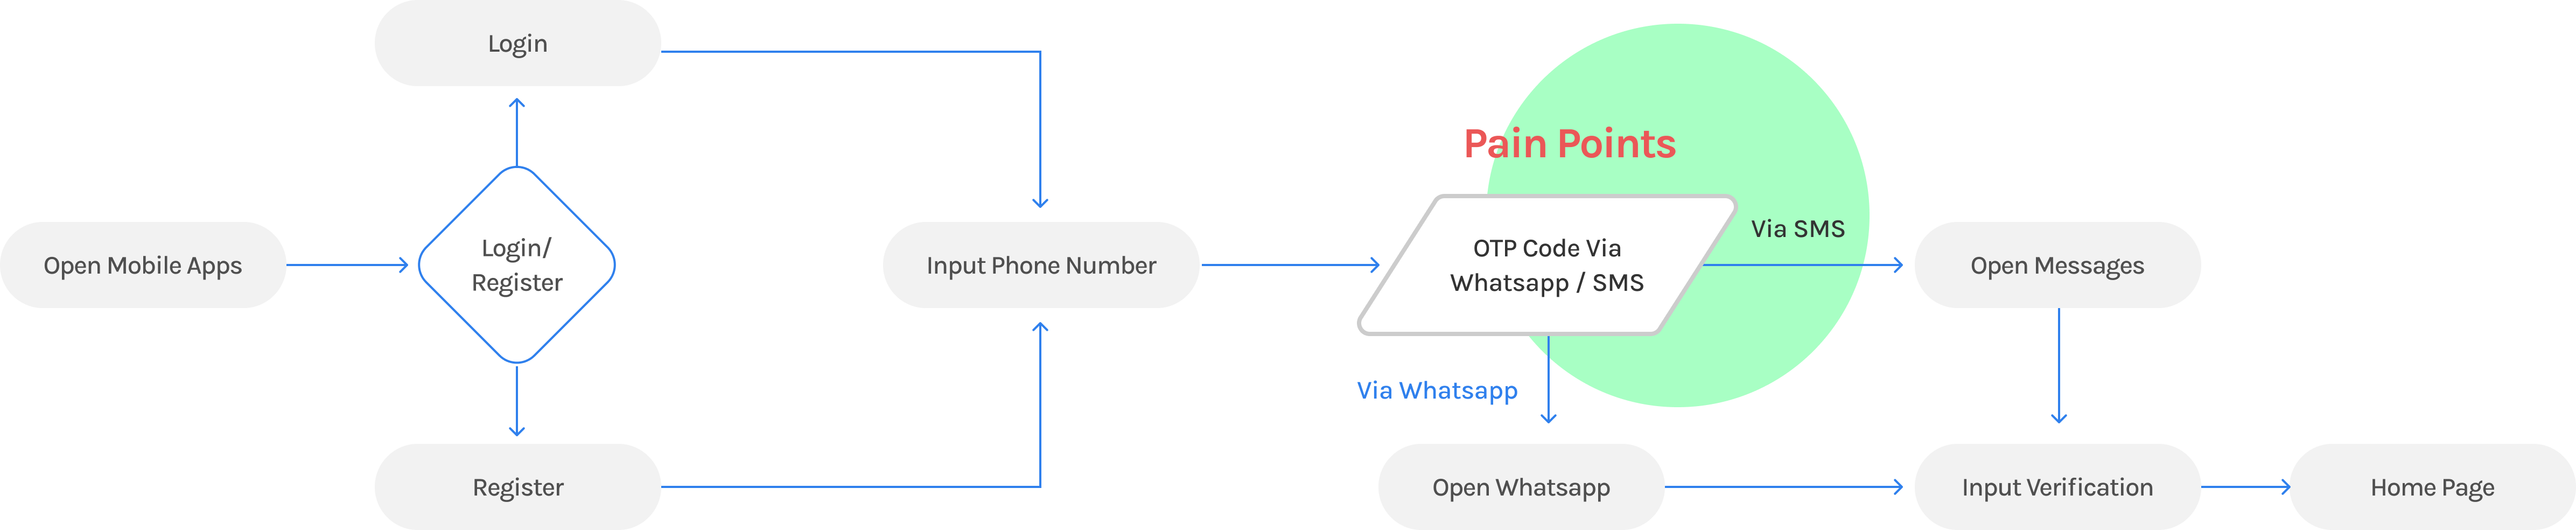 Login
Open Mobile Apps
Login/
Register
Register
Input Phone Number
Pain Points
OTP Code Via
Whatsapp / SMS
Via SMS
Via Whatsapp
Open Messages
Open Whatsapp
Input Verification
Home Page